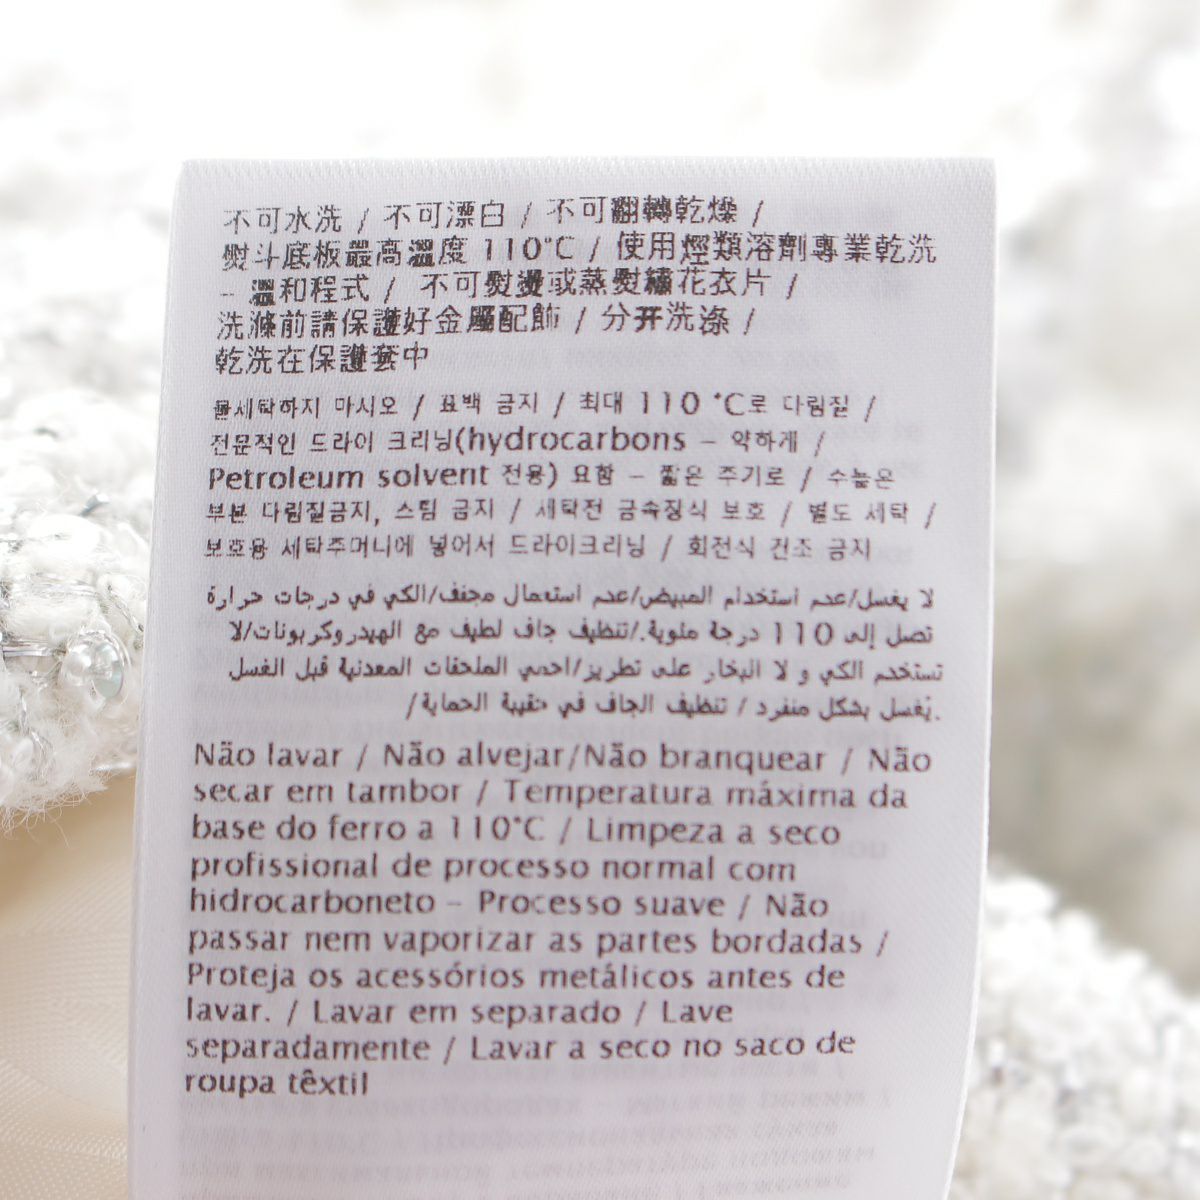 不可水洗 / 不可漂白 / 不可翻轉乾燥 /
熨斗底板最高溫度 110°C / 使用烴類溶劑專業乾洗
– 溫和程式 / 不可熨燙或蒸熨繡花衣片 /
洗滌前請保護好金屬配飾 / 分开洗涤 /
乾洗在保護套中
물세탁하지 마시오 / 표백 금지 / 최대 110 °C로 다림질 /
전문적인 드라이 크리닝(hydrocarbons – 약하게 /
Petroleum solvent 전용) 요함 – 짧은 주기로 / 수놓은
부분 다림질금지, 스팀 금지 / 세탁전 금속장식 보호 / 별도 세탁 /
보호용 세탁주머니에 넣어서 드라이크리닝 / 회전식 건조 금지
لا يغسل/عدم استخدام المبيض/عدم استعمال مجفف/الكي في درجات حرارة
تصل إلى 110 درجة مئوية./تنظيف جاف لطيف مع الهيدروكربونات/لا
تستخدم الكي و لا البخار على تطريز/احمي الملحقات المعدنية قبل الغسل
.يُغسل بشكل منفرد / تنظيف الجاف في حقيبة الحماية/
Não lavar / Não alvejar/Não branquear / Não
secar em tambor / Temperatura máxima da
base do ferro a 110°C / Limpeza a seco
profissional de processo normal com
hidrocarboneto – Processo suave / Não
passar nem vaporizar as partes bordadas /
Proteja os acessórios metálicos antes de
lavar. / Lavar em separado / Lave
separadamente / Lavar a seco no saco de
roupa têxtil